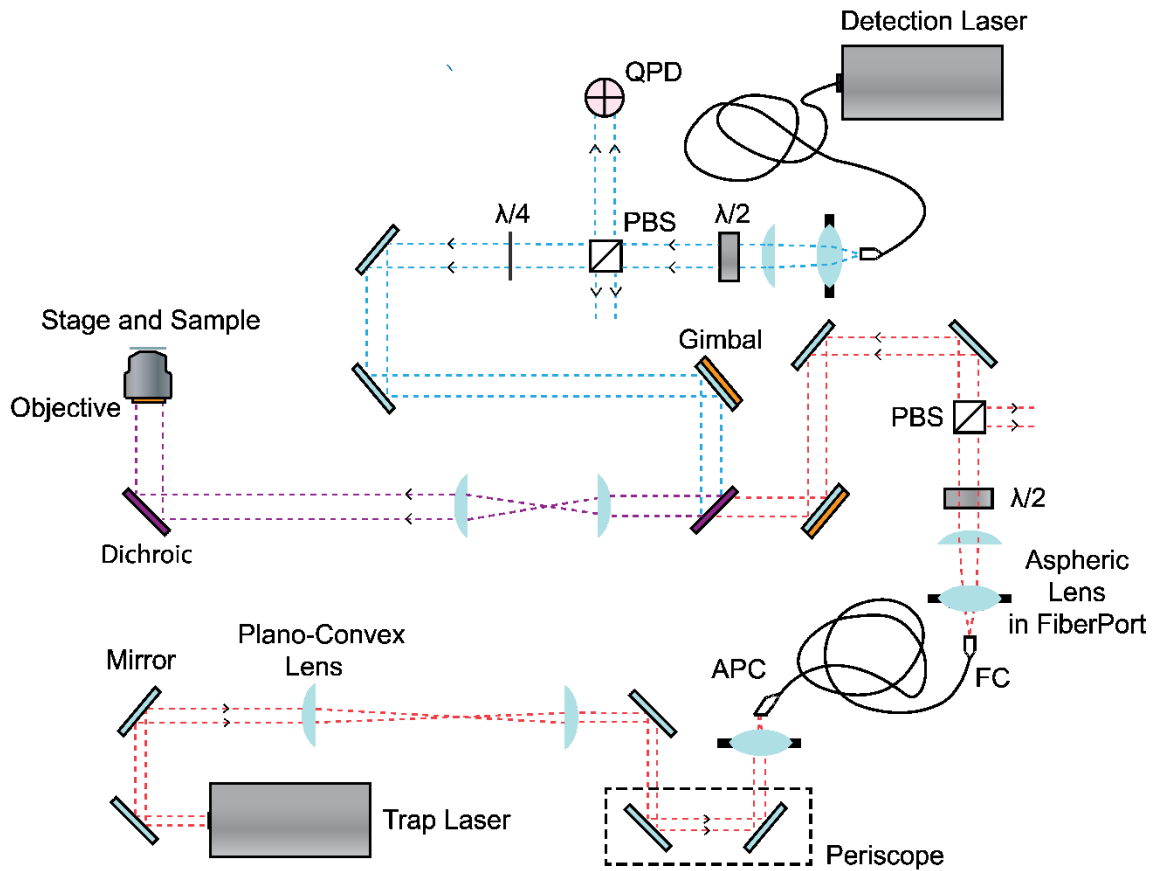 Detection Laser
QPD
λ/4
PBS
λ/2
Stage and Sample
Gimbal
Objective
PBS
λ/2
Dichroic
Aspheric
Lens
in FiberPort
Plano-Convex
Lens
Mirror
APC
FC
Trap Laser
Periscope